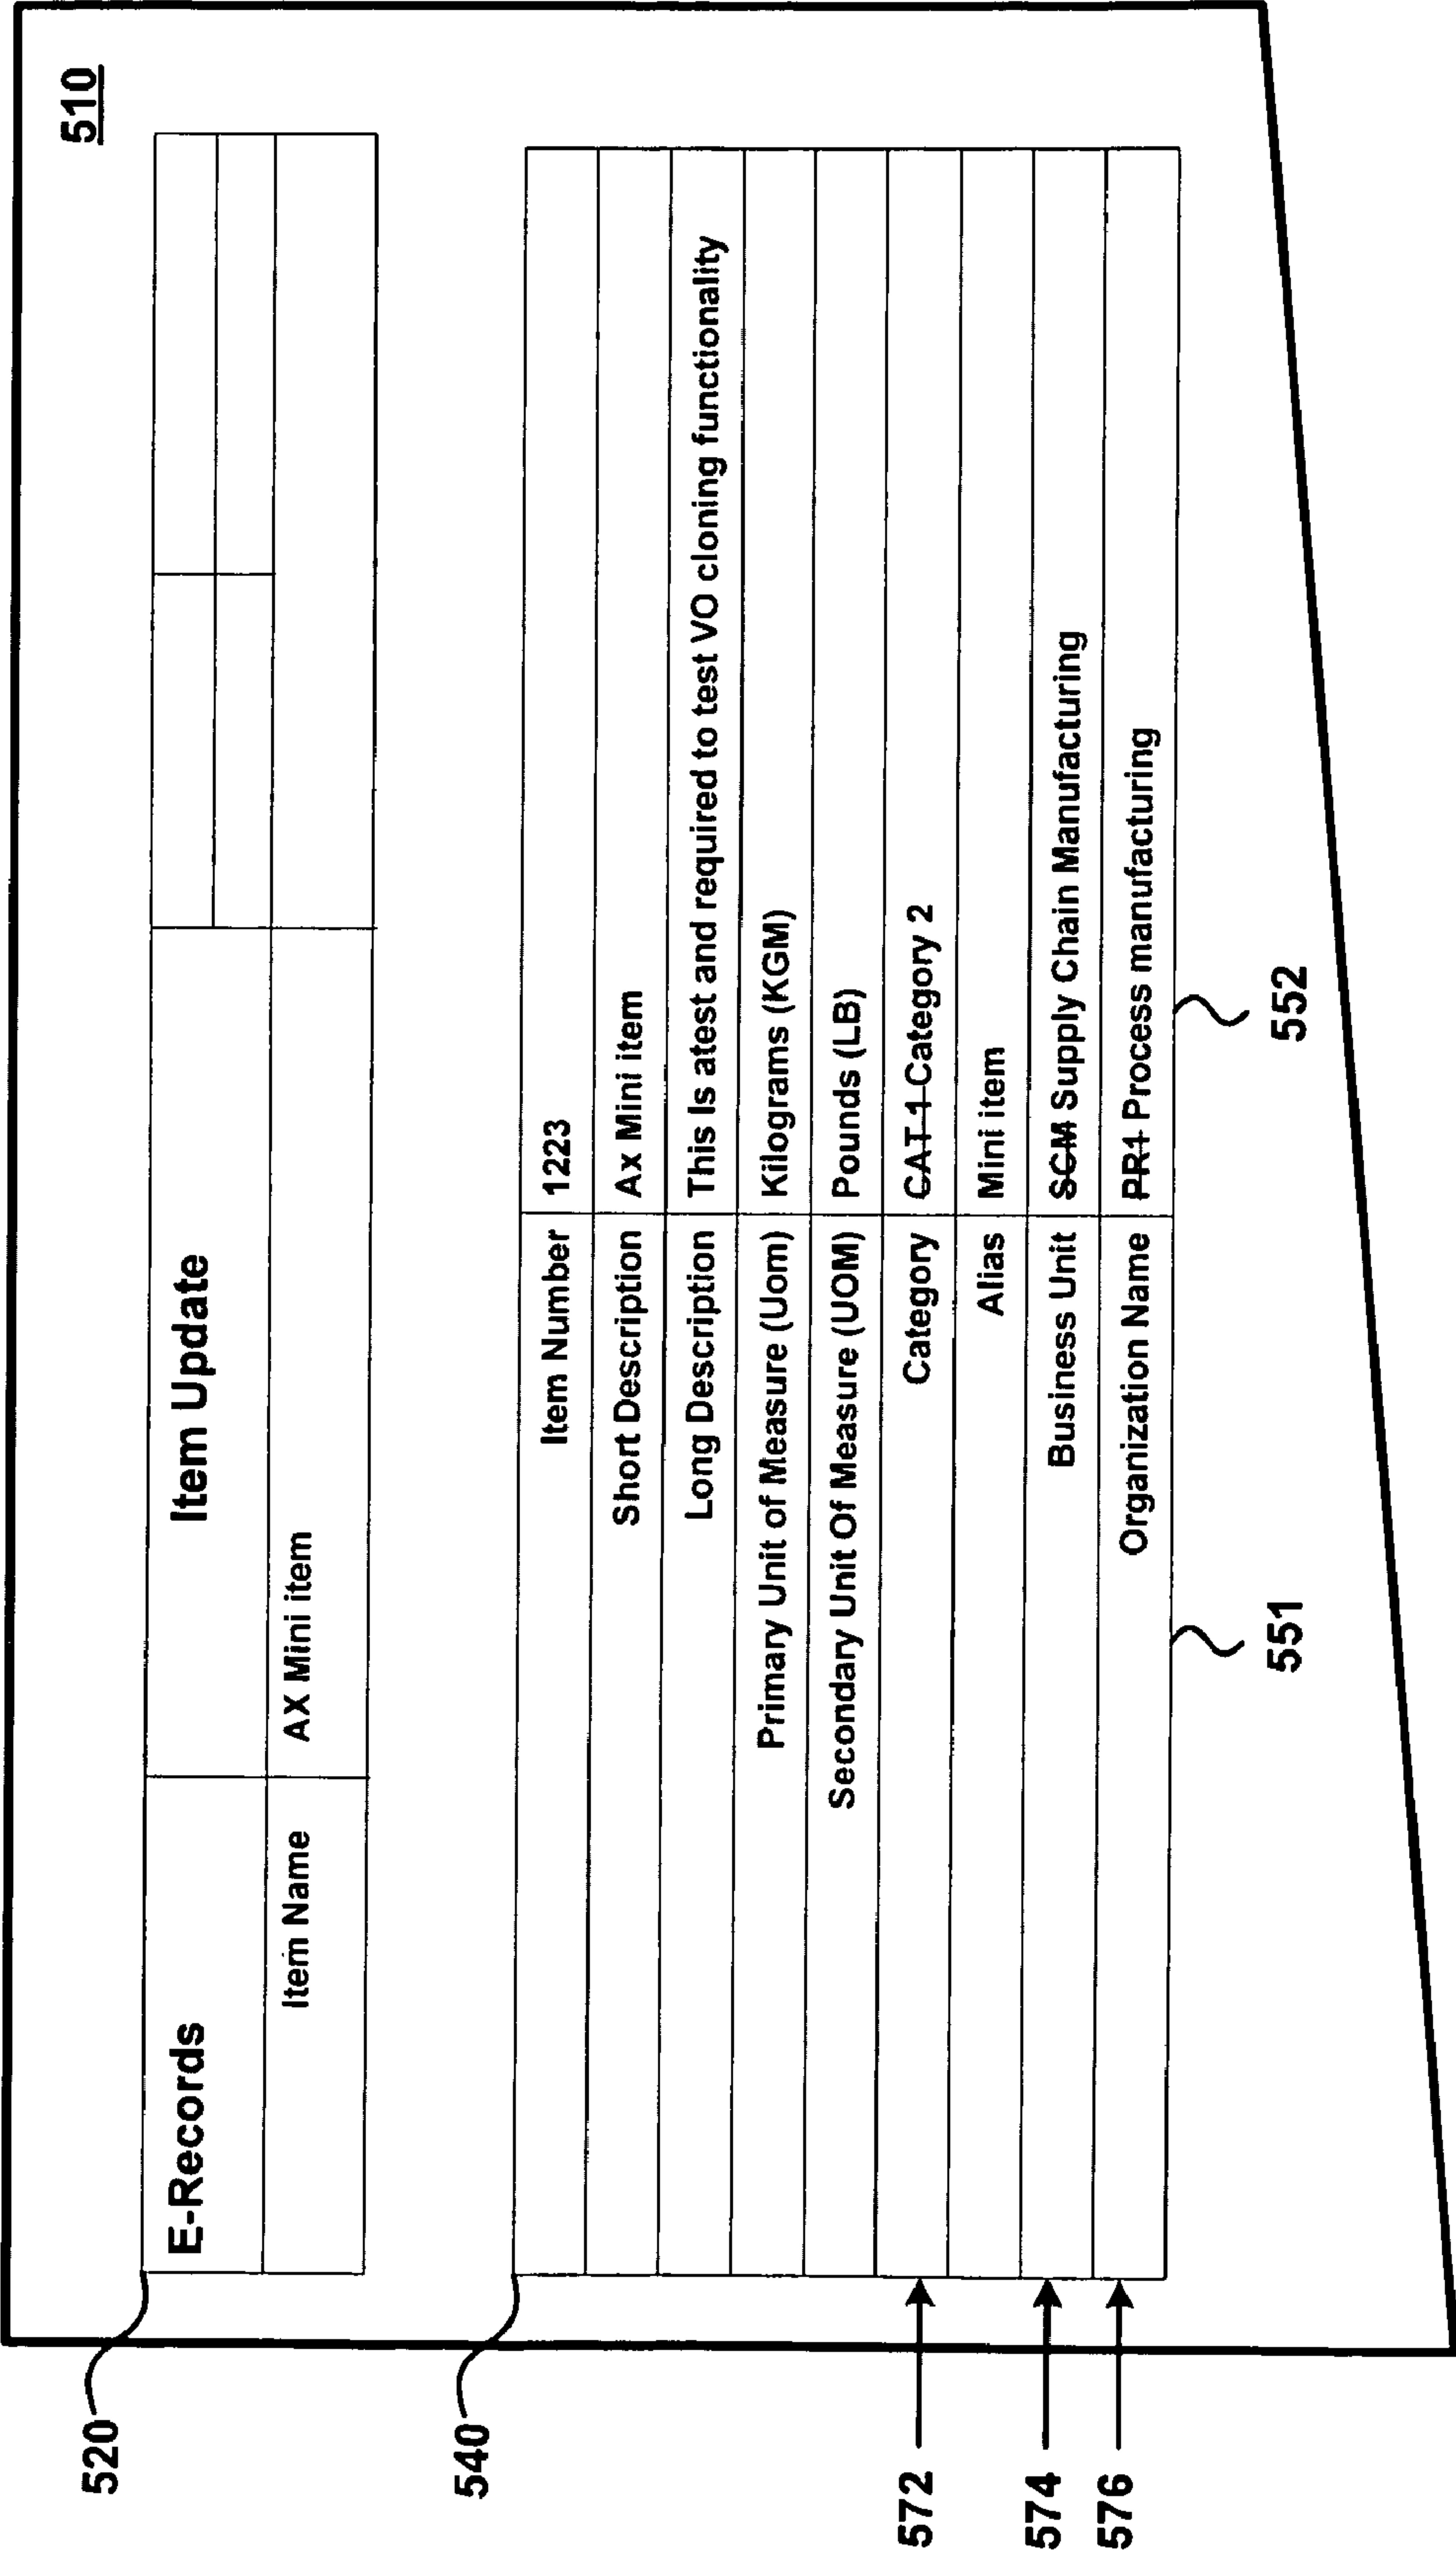 510
520
E-Records
Item Update
Item Name
AX Mini item
540
Item Number 1223
Short Description Ax Mini item
Long Description This Is atest and required to test VO cloning functionality
Primary Unit of Measure (Uom) Kilograms (KGM)
Secondary Unit Of Measure (UOM) Pounds (LB)
572 Category CAT 1 Category 2
Alias Mini item
574 Business Unit SCM Supply Chain Manufacturing
576 Organization Name PR1 Process manufacturing
551
552